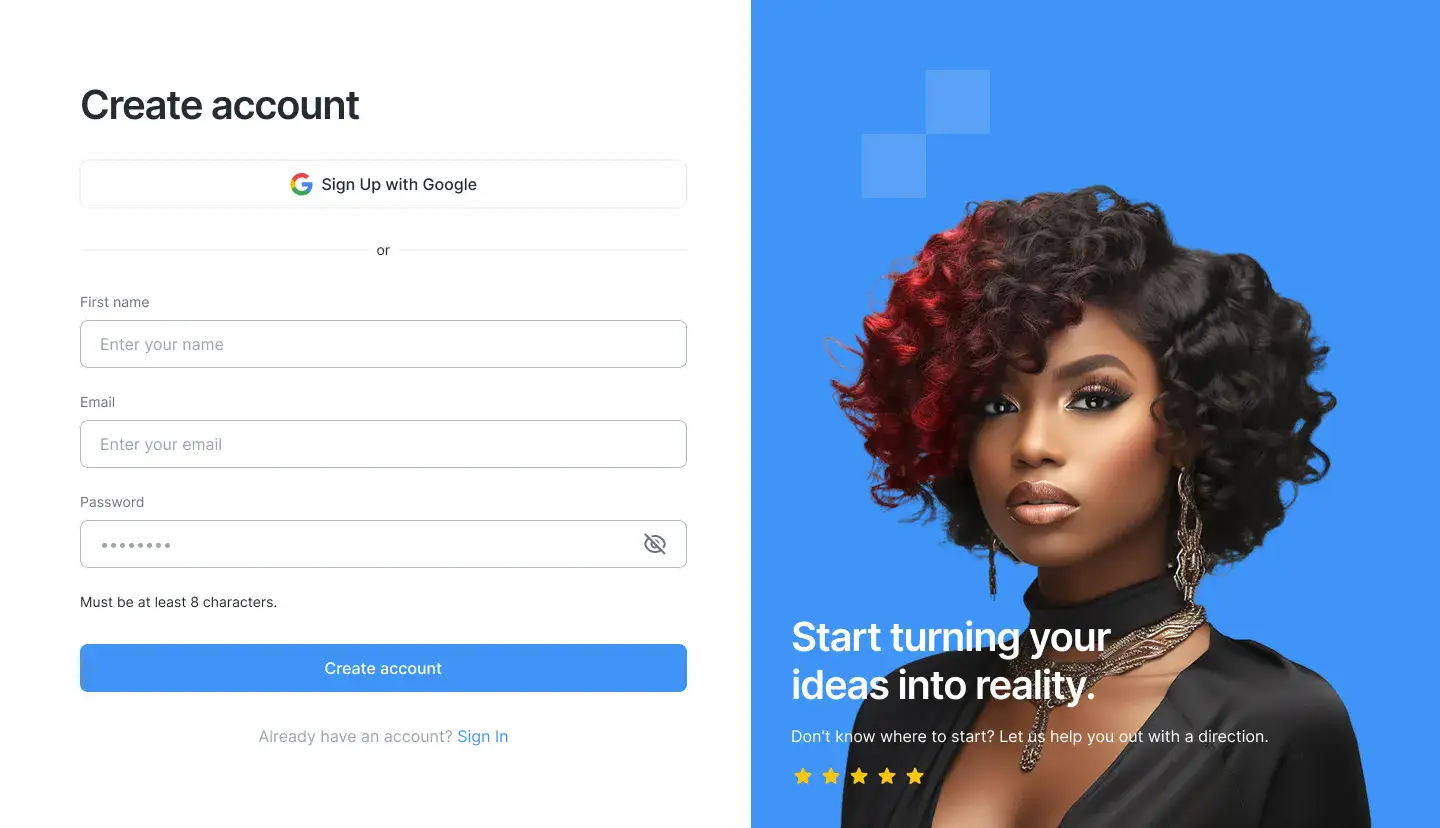 Create account
Sign Up with Google
or
First name
Enter your name
Email
Enter your email
Password
Must be at least 8 characters.
Create account
Already have an account? Sign In
Start turning your
ideas into reality.
Don't know where to start? Let us help you out with a direction.